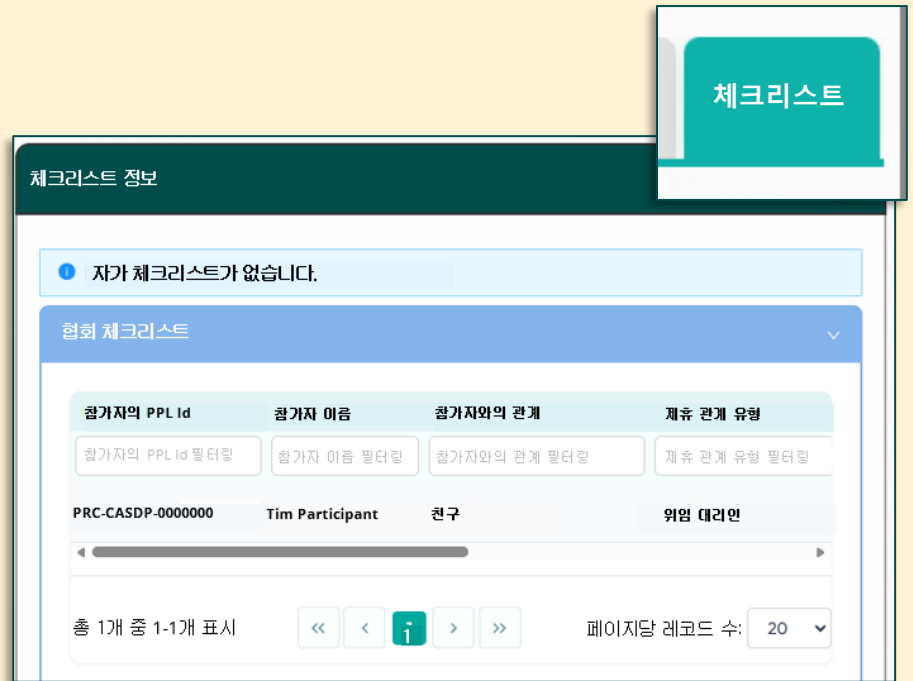 체크리스트
체크리스트 정보
자가 체크리스트가 없습니다.
협회 체크리스트
참가자의 PPL Id 참가자 이름 참가자와의 관계 제휴 관계 유형
참가자의 PPL Id 필터링 참가자 이름 필터링 참가자와의 관계 필터링 제휴 관계 유형 필터링
PRC-CASDP-0000000 Tim Participant 친구 위임 대리인
총 1개 중 1-1개 표시 1 페이지당 레코드 수: 20